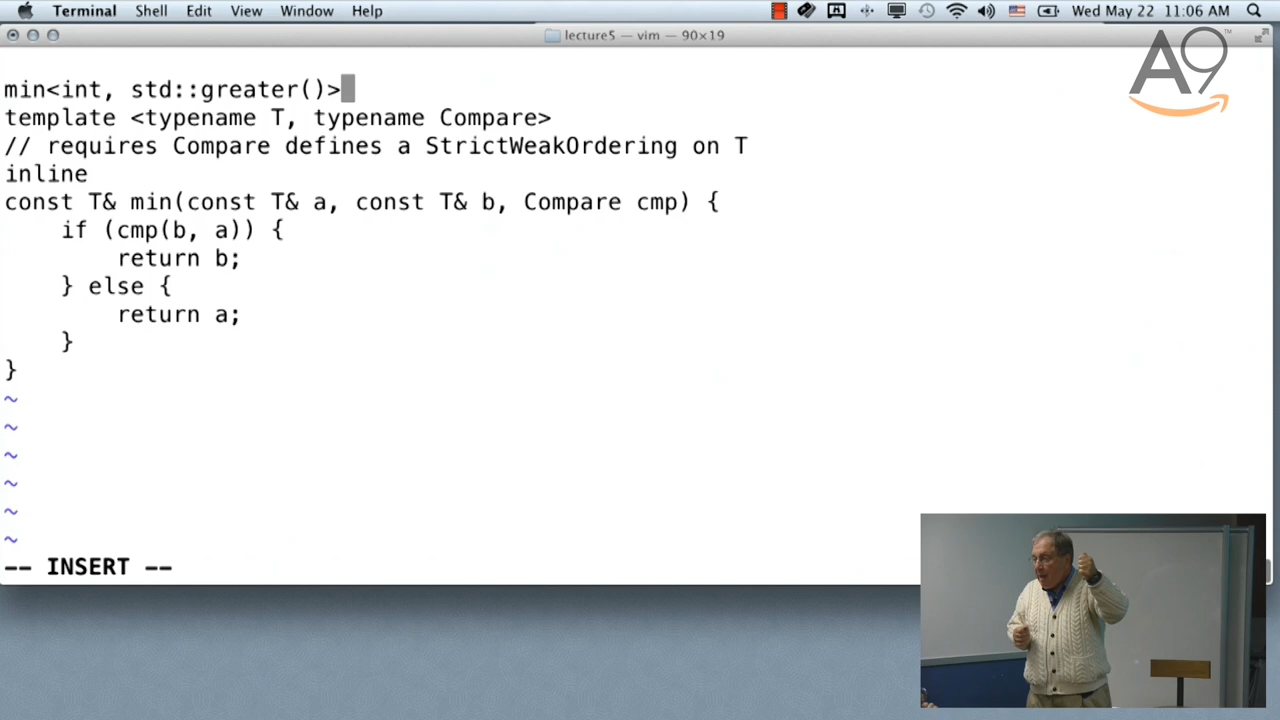 Terminal Shell Edit View Window Help Wed May 22 11:06 AM
lecture5 — vim — 90×19
A9™
min<int, std::greater()>
template <typename T, typename Compare>
// requires Compare defines a StrictWeakOrdering on T
inline
const T& min(const T& a, const T& b, Compare cmp) {
    if (cmp(b, a)) {
        return b;
    } else {
        return a;
    }
}
~
~
~
~
~
~
-- INSERT --